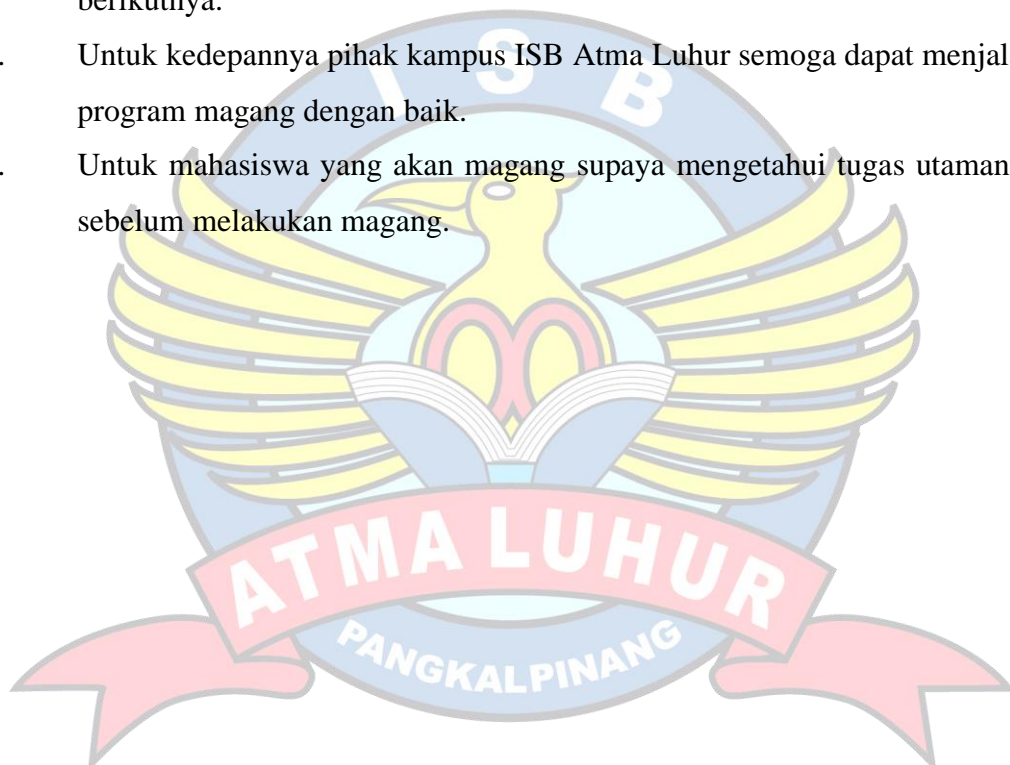 berikutnya.
. Untuk kedepannya pihak kampus ISB Atma Luhur semoga dapat menjal
program magang dengan baik.
. Untuk mahasiswa yang akan magang supaya mengetahui tugas utaman
sebelum melakukan magang.
I S B
ATMA LUHUR
PANGKALPINANG